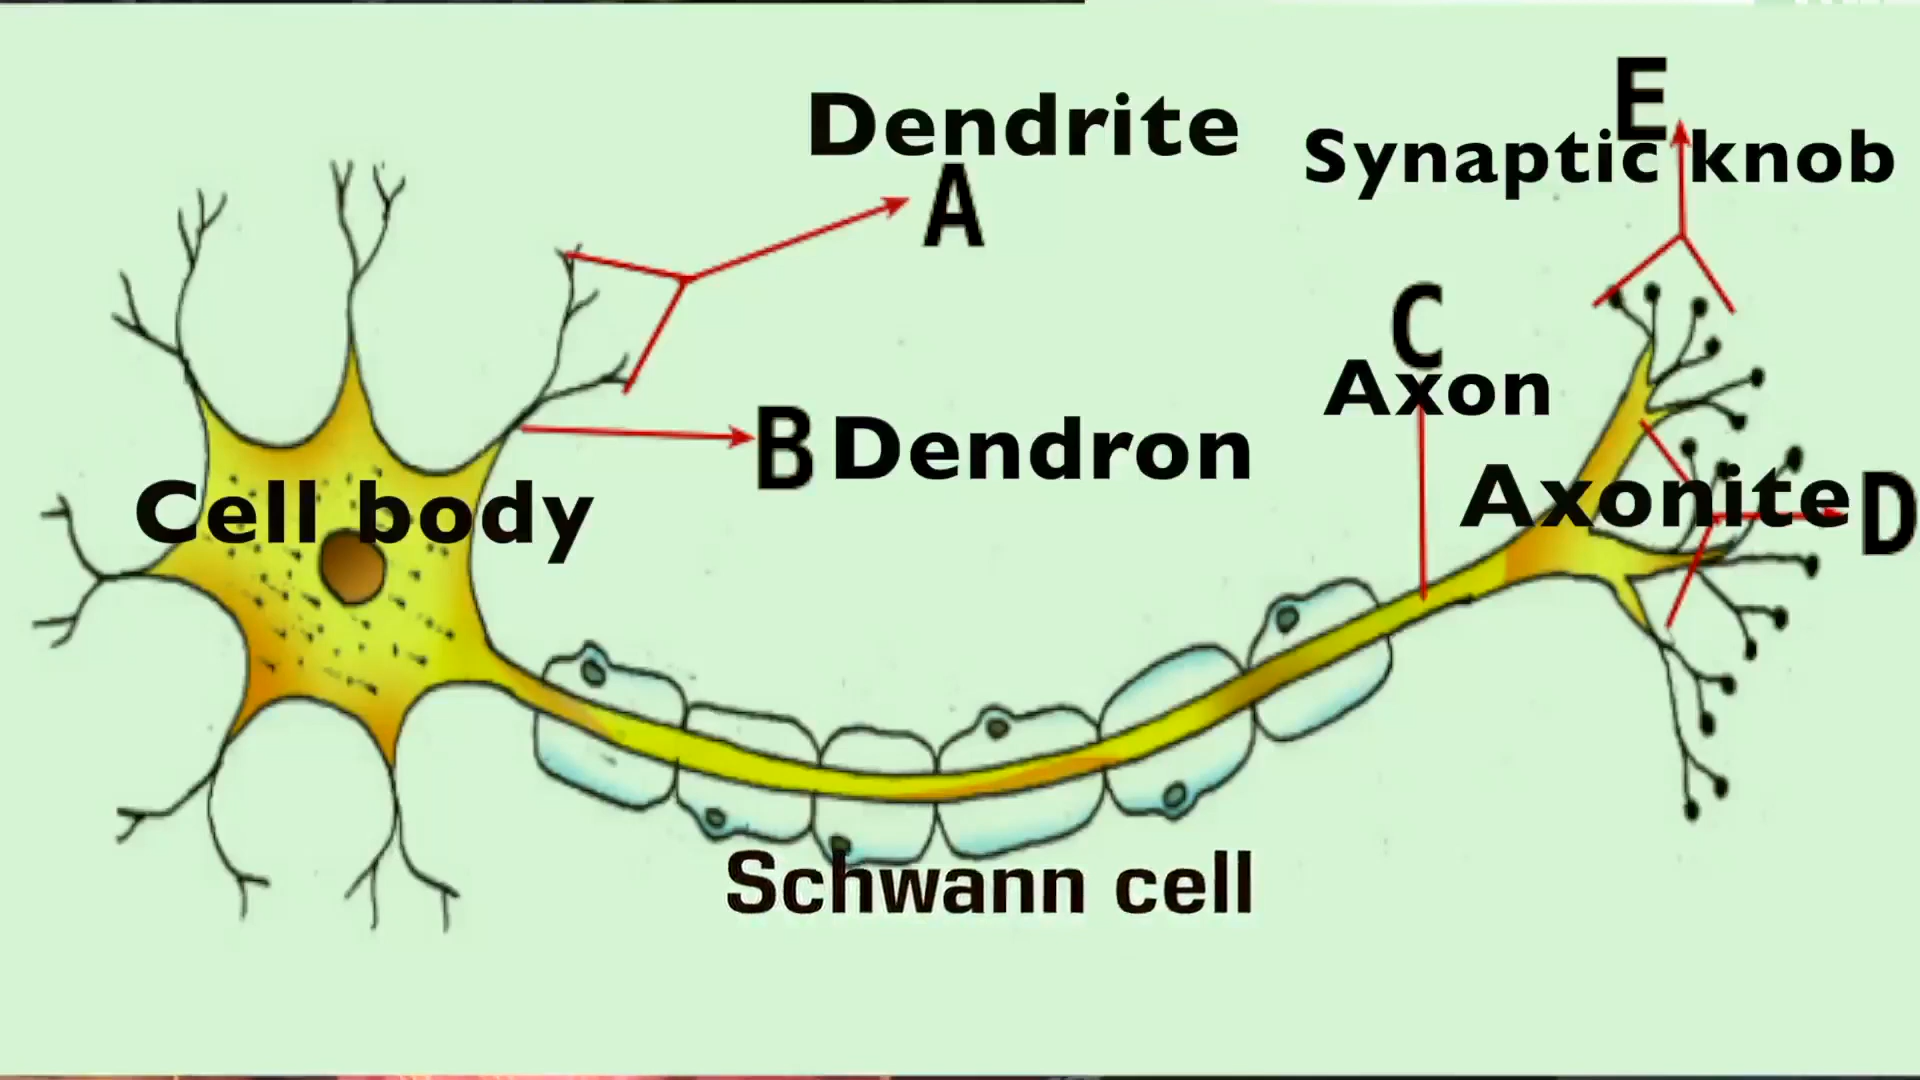 Dendrite
A
E
Synaptic knob
C
Axon
B Dendron
Axonite D
Cell body
Schwann cell